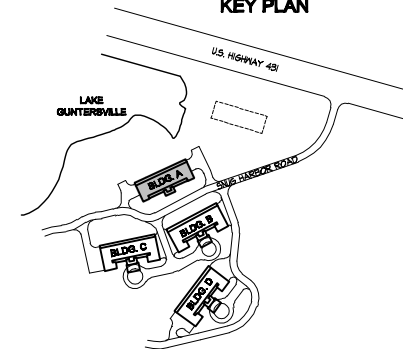 KEY PLAN
U.S. HIGHWAY 431
LAKE
GUNTERSVILLE
BLDG. A
SNUG HARBOR ROAD
BLDG. B
BLDG. C
BLDG. D